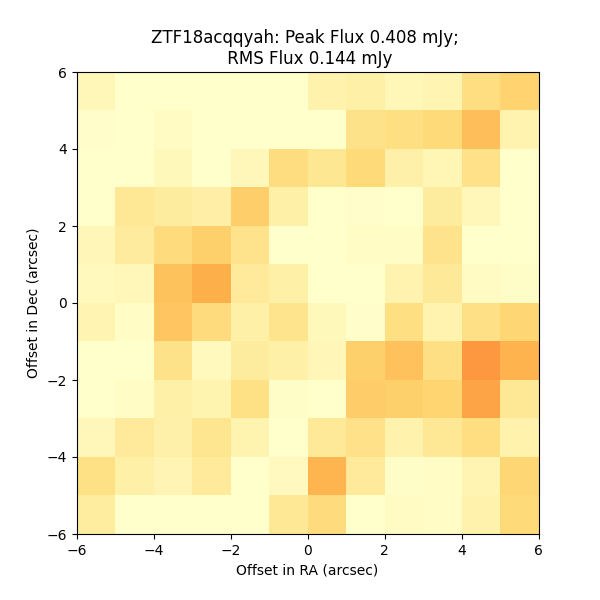 ZTF18acqqyah: Peak Flux 0.408 mJy;
RMS Flux 0.144 mJy
6
4
2
0
−2
−4
−6
Offset in Dec (arcsec)
−6 −4 −2 0 2 4 6
Offset in RA (arcsec)